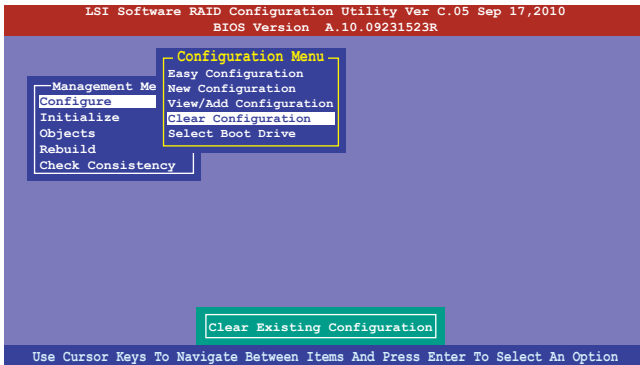 LSI Software RAID Configuration Utility Ver C.05 Sep 17,2010
BIOS Version A.10.09231523R
Configuration Menu
Easy Configuration
New Configuration
View/Add Configuration
Clear Configuration
Select Boot Drive
Management Me
Configure
Initialize
Objects
Rebuild
Check Consistency
Clear Existing Configuration
Use Cursor Keys To Navigate Between Items And Press Enter To Select An Option